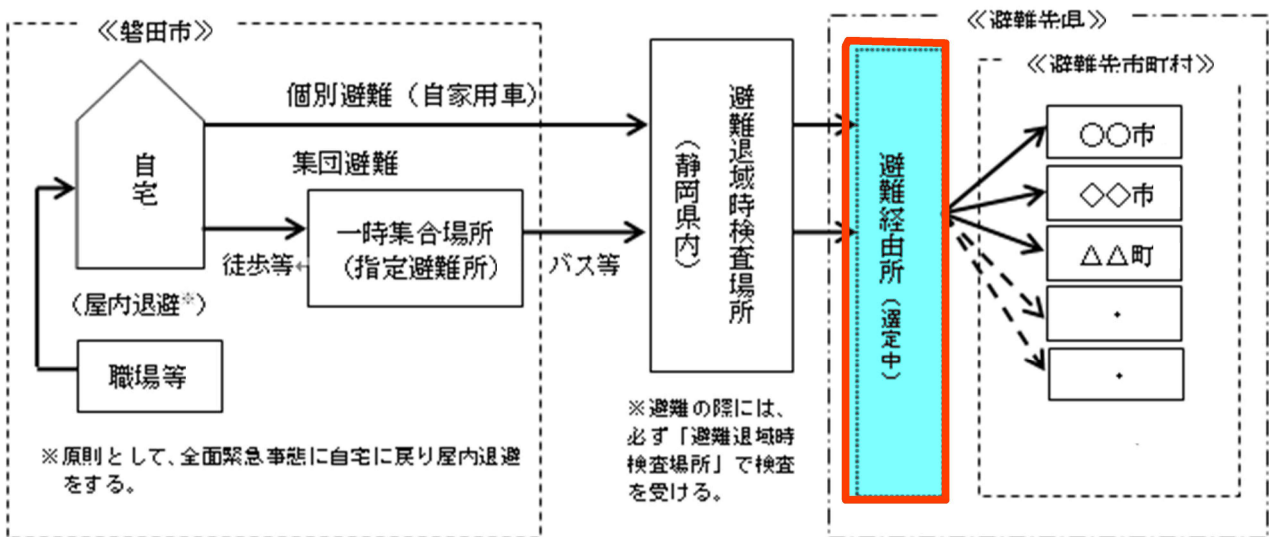 ≪磐田市≫
個別避難（自家用車）
自宅
集団避難
一時集合場所
（指定避難所）
徒歩等←
バス等
（屋内退避※）
職場等
※原則として、全面緊急事態に自宅に戻り屋内退避
をする。
避難退域時検査場所
（静岡県内）
※避難の際には、
必ず「避難退域時
検査場所」で検査
を受ける。
≪避難先県≫
避難経由所（選定中）
≪避難先市町村≫
○○市
◇◇市
△△町
・
・